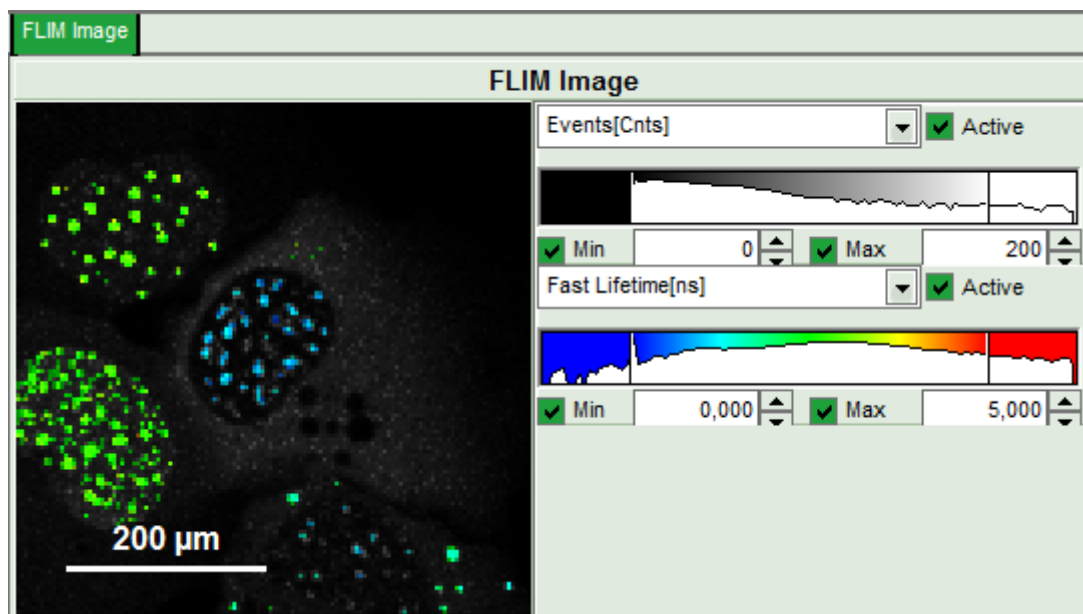 FLIM Image
FLIM Image
Events[Cnts]
Active
Min 0 Max 200
Fast Lifetime[ns]
Active
Min 0,000 Max 5,000
200 µm